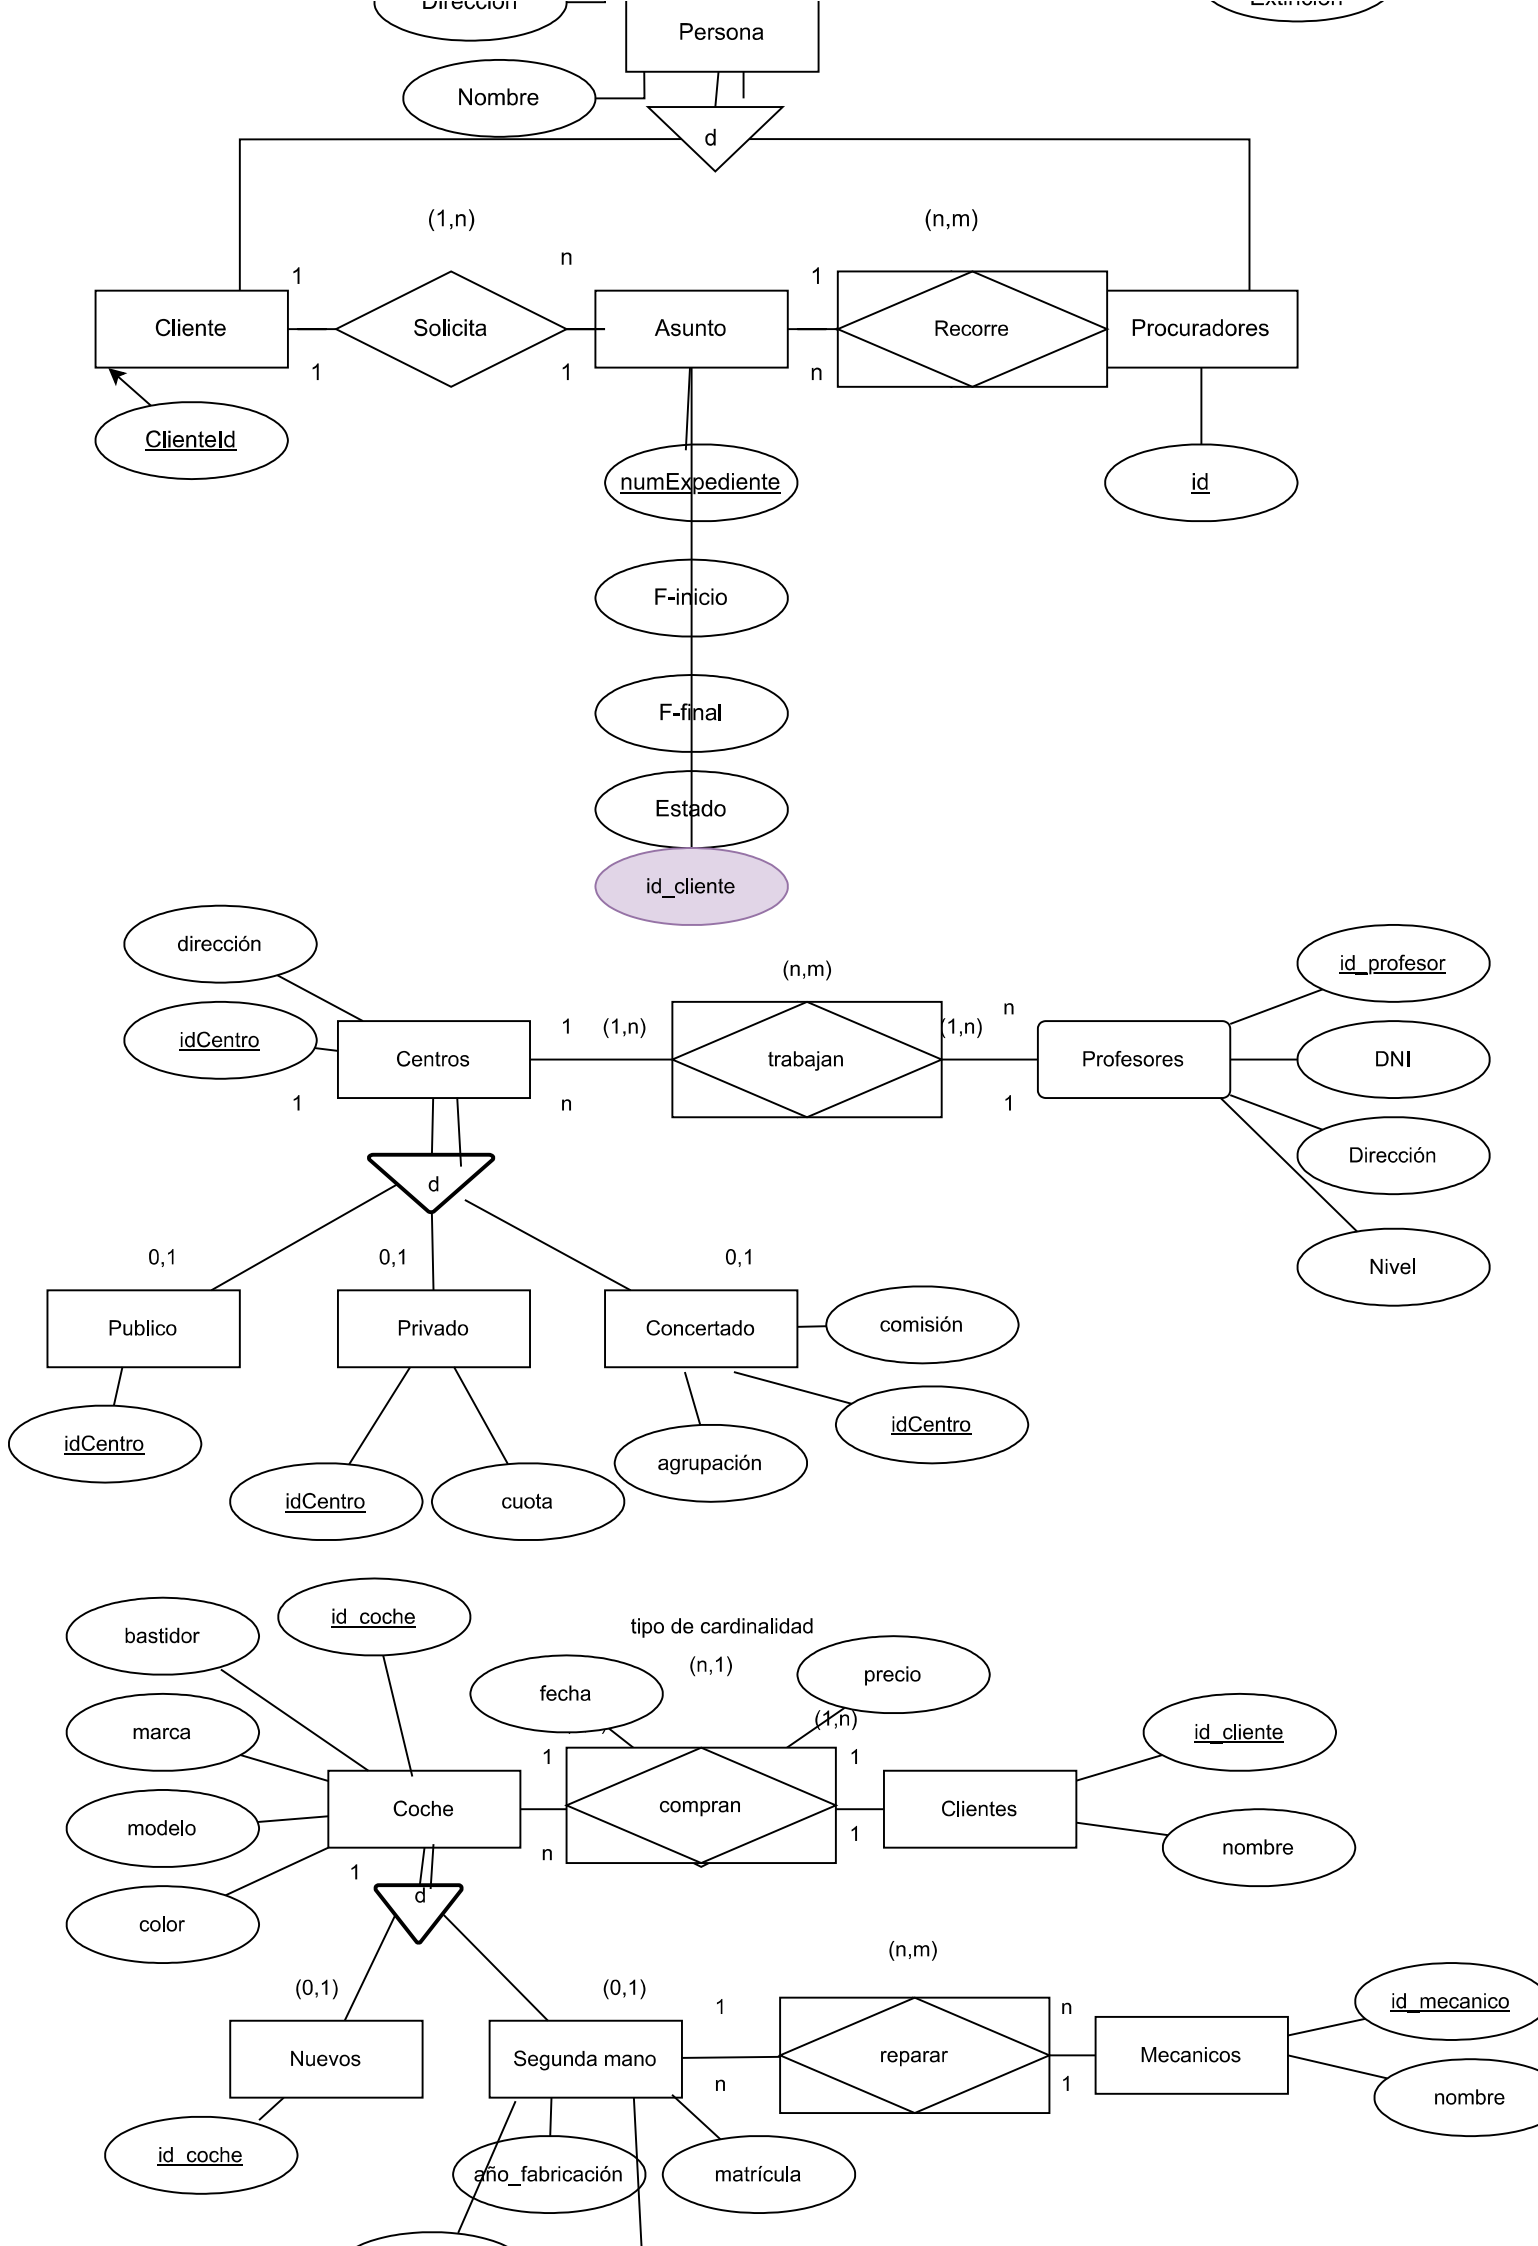 Dirección
Extinción
Persona
Nombre
d
(1,n)
(n,m)
1
n
1
Cliente
Solicita
Asunto
Recorre
Procuradores
1
1
n
ClienteId
numExpediente
id
F-inicio
F-final
Estado
id_cliente
dirección
(n,m)
id_profesor
idCentro
1
(1,n)
(1,n)
n
Centros
trabajan
Profesores
DNI
1
n
1
Dirección
d
0,1
0,1
0,1
Nivel
Publico
Privado
Concertado
comisión
idCentro
idCentro
cuota
agrupación
idCentro
id_coche
bastidor
tipo de cardinalidad
(n,1)
fecha
precio
marca
(1,n)
id_cliente
1
1
Coche
compran
Clientes
modelo
n
1
nombre
1
d
color
(n,m)
(0,1)
(0,1)
1
n
id_mecanico
Nuevos
Segunda mano
reparar
Mecanicos
n
1
nombre
id_coche
año_fabricación
matrícula